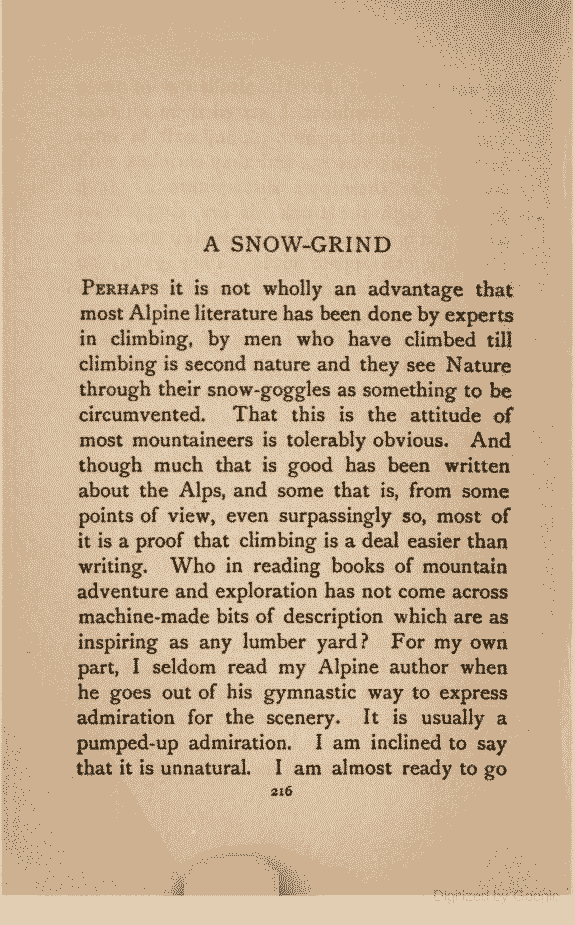 A SNOW-GRIND
PERHAPS it is not wholly an advantage that
most Alpine literature has been done by experts
in climbing, by men who have climbed till
climbing is second nature and they see Nature
through their snow-goggles as something to be
circumvented. That this is the attitude of
most mountaineers is tolerably obvious. And
though much that is good has been written
about the Alps, and some that is, from some
points of view, even surpassingly so, most of
it is a proof that climbing is a deal easier than
writing. Who in reading books of mountain
adventure and exploration has not come across
machine-made bits of description which are as
inspiring as any lumber yard? For my own
part, I seldom read my Alpine author when
he goes out of his gymnastic way to express
admiration for the scenery. It is usually a
pumped-up admiration. I am inclined to say
that it is unnatural. I am almost ready to go
216
Digitized by Google